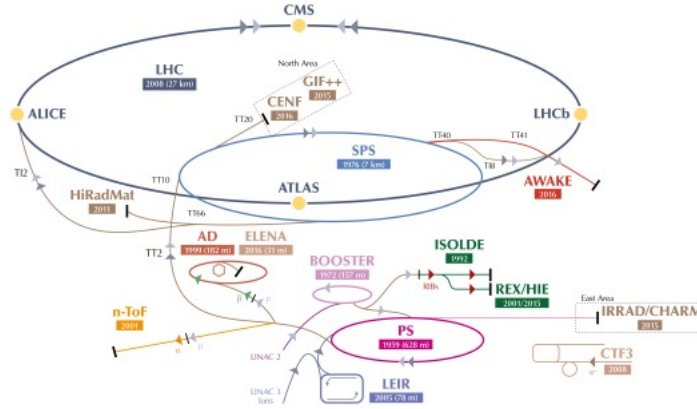 CMS
LHC
2008 (27 km)
North Area
GIF++
2015
CENF
2016
ALICE
LHCb
TT20
TT40
TT41
SPS
1976 (7 km)
TI2
TT10
TI8
ATLAS
AWAKE
2016
HiRadMat
2011
TT66
AD
1999 (182 m)
ELENA
2016 (31 m)
TT2
BOOSTER
1972 (157 m)
ISOLDE
1992
RIBs
REX/HIE
2001/2015
p
p
East Area
IRRAD/CHARM
2015
n-ToF
2001
n
p
PS
1959 (628 m)
LINAC 2
CTF3
2008
e-
LINAC 3
Ions
LEIR
2005 (78 m)